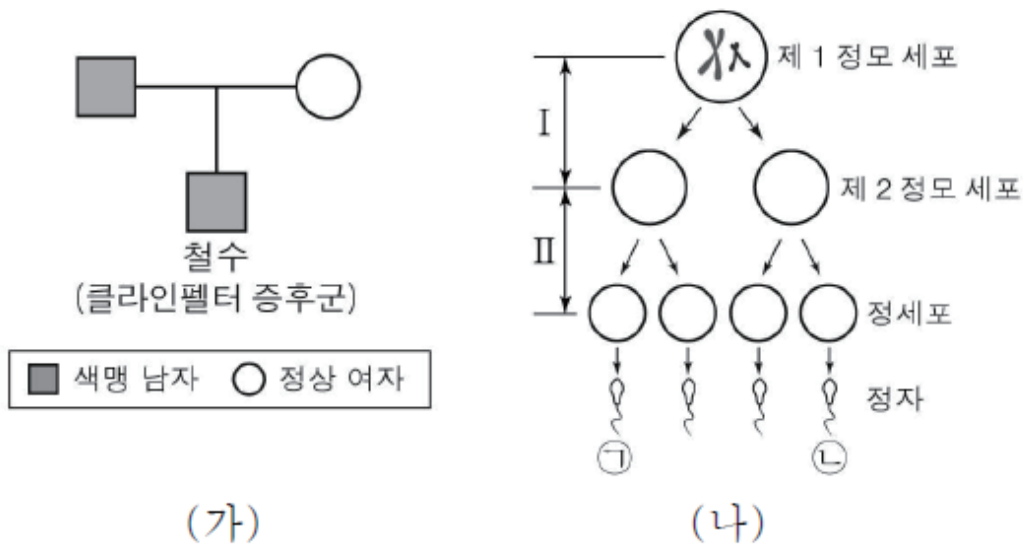 철수
(클라인펠터 증후군)
색맹 남자
정상 여자
(가)
제 1 정모 세포
I
제 2 정모 세포
II
정세포
정자
㉠
㉡
(나)